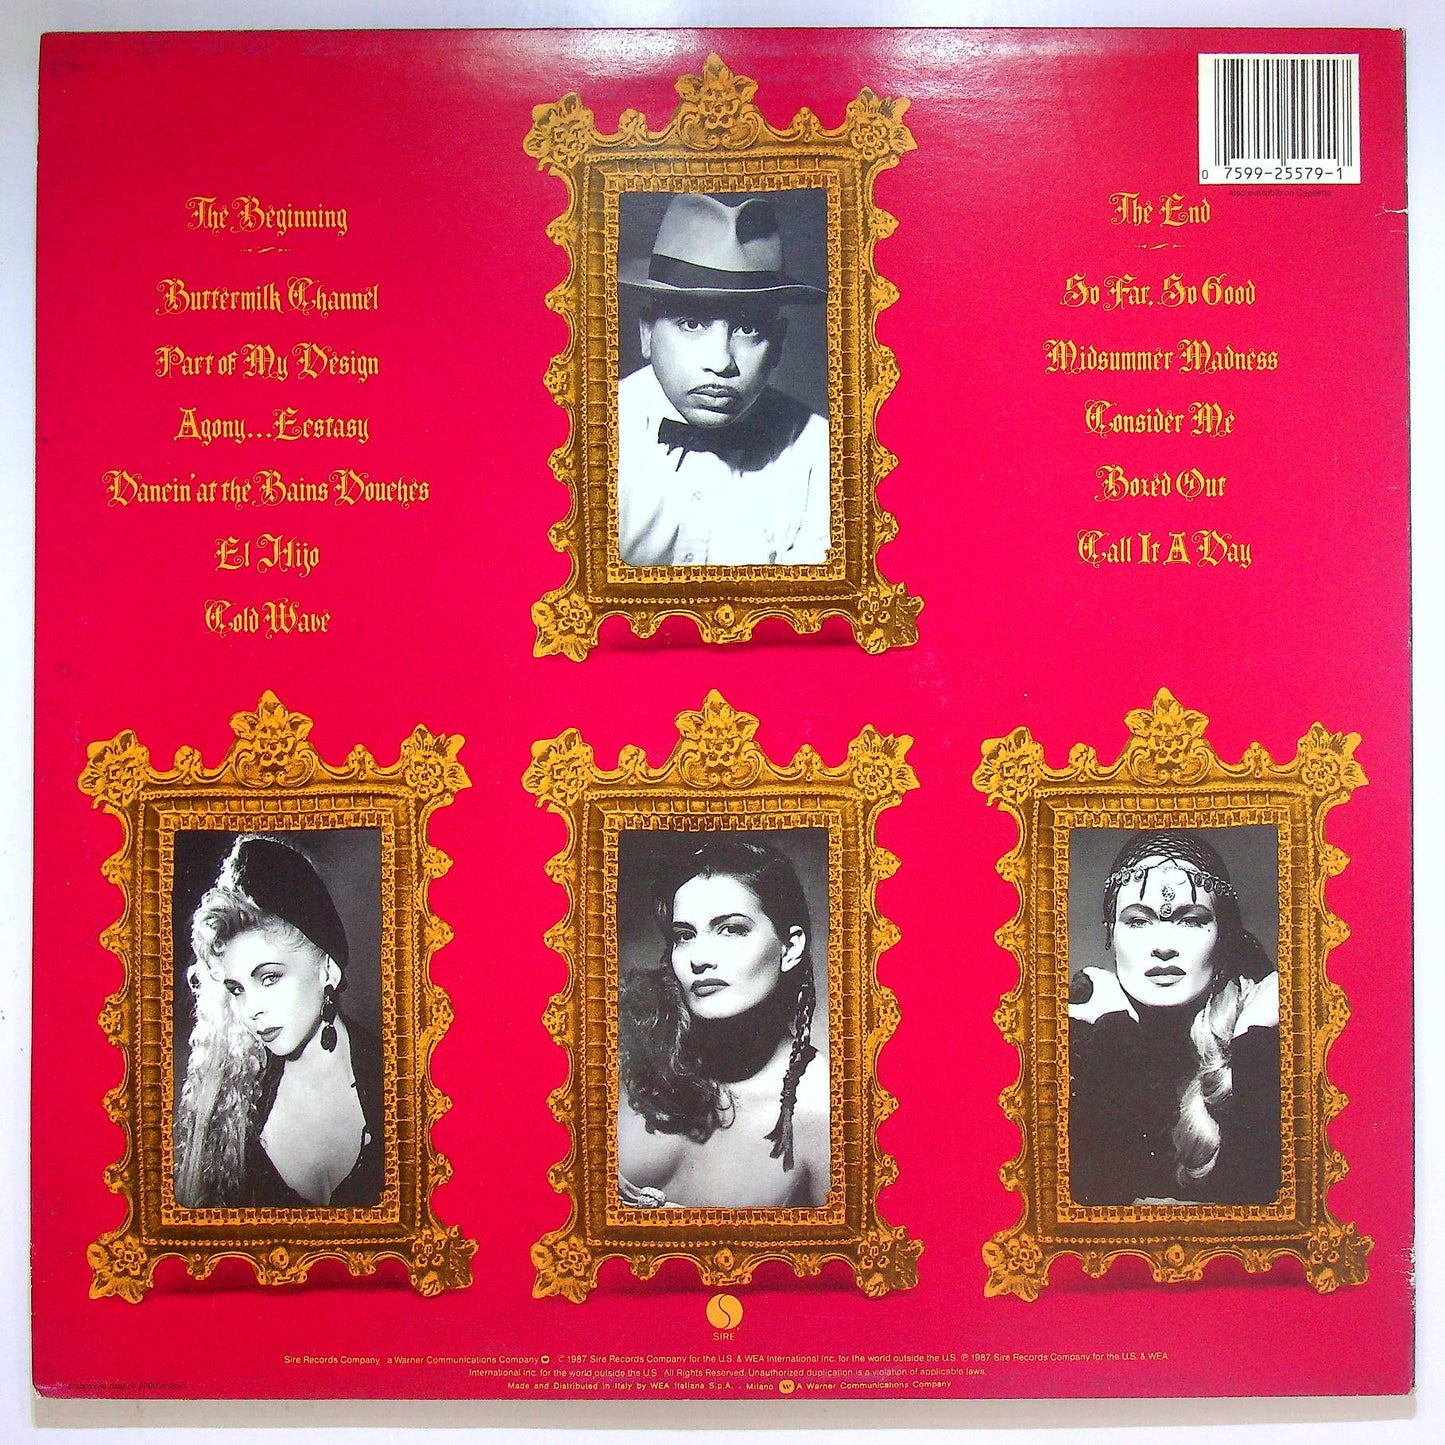 0 7599-25579-1
Also available on Cassette
The Beginning
Buttermilk Channel
Part of My Design
Agony...Ecstasy
Dancin' at the Bains Douches
El Hijo
Cold Wave
The End
So Far, So Good
Midsummer Madness
Consider Me
Boxed Out
Call It A Day
SIRE
Sire Records Company, a Warner Communications Company © 1987 Sire Records Company for the U.S. & WEA International Inc. for the world outside the U.S. ℗ 1987 Sire Records Company for the U.S. & WEA
International Inc. for the world outside the U.S. All Rights Reserved. Unauthorized duplication is a violation of applicable laws.
Made and Distributed in Italy by WEA Italiana S.p.A. - Milano W A Warner Communications Company